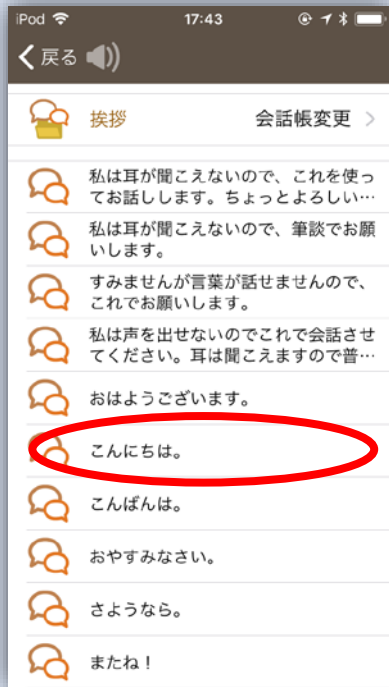 iPod 17:43
戻る
挨拶 会話帳変更
私は耳が聞こえないので、これを使っ
てお話しします。ちょっとよろしい…
私は耳が聞こえないので、筆談でお願
いします。
すみませんが言葉が話せませんので、
これでお願いします。
私は声を出せないのでこれで会話させ
てください。耳は聞こえますので普…
おはようございます。
こんにちは。
こんばんは。
おやすみなさい。
さようなら。
またね！